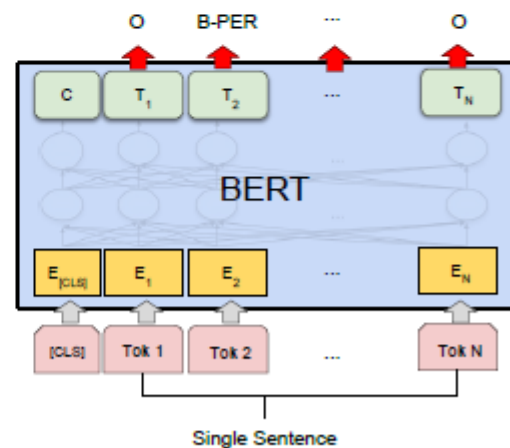 O B-PER ... O
C T1 T2 ... TN
...
BERT
...
E[CLS] E1 E2 ... EN
[CLS] Tok 1 Tok 2 ... Tok N
Single Sentence